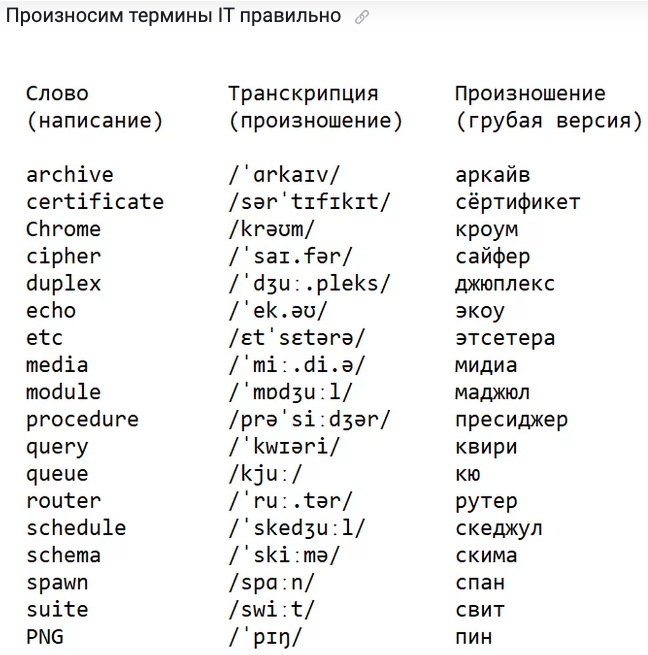 Произносим термины IT правильно
Слово Транскрипция Произношение
(написание) (произношение) (грубая версия)
archive /ˈɑrkaɪv/ аркайв
certificate /sərˈtɪfɪkɪt/ сёртификет
Chrome /krəʊm/ кроум
cipher /ˈsaɪ.fər/ сайфер
duplex /ˈdʒuː.pleks/ джюплекс
echo /ˈek.əʊ/ экоу
etc /ɛtˈsɛtərə/ этсетера
media /ˈmiː.di.ə/ мидиа
module /ˈmɒdʒuːl/ маджюл
procedure /prəˈsiːdʒər/ пресиджер
query /ˈkwɪəri/ квири
queue /kjuː/ кю
router /ˈruː.tər/ рутер
schedule /ˈskedʒuːl/ скеджул
schema /ˈskiːmə/ скима
spawn /spɑːn/ спан
suite /swiːt/ свит
PNG /ˈpɪŋ/ пин